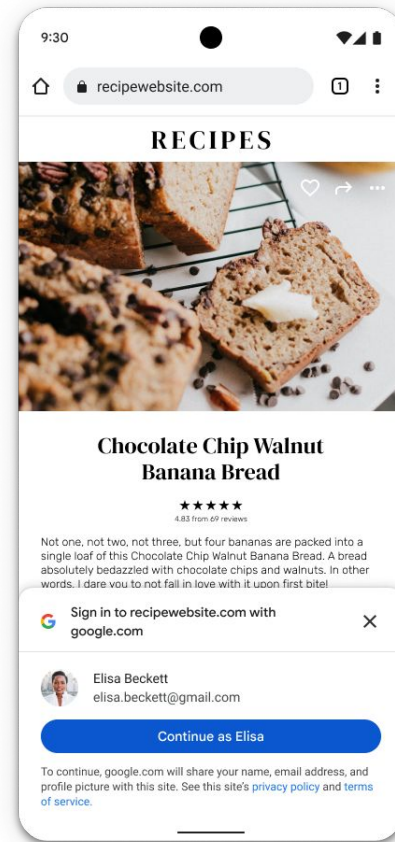 9:30
recipewebsite.com
1
RECIPES
Chocolate Chip Walnut
Banana Bread
★★★★★
4.83 from 69 reviews
Not one, not two, not three, but four bananas are packed into a
single loaf of this Chocolate Chip Walnut Banana Bread. A bread
absolutely bedazzled with chocolate chips and walnuts. In other
words, I dare you to not fall in love with it upon first bite!
Sign in to recipewebsite.com with
google.com
Elisa Beckett
elisa.beckett@gmail.com
Continue as Elisa
To continue, google.com will share your name, email address, and
profile picture with this site. See this site's privacy policy and terms
of service.